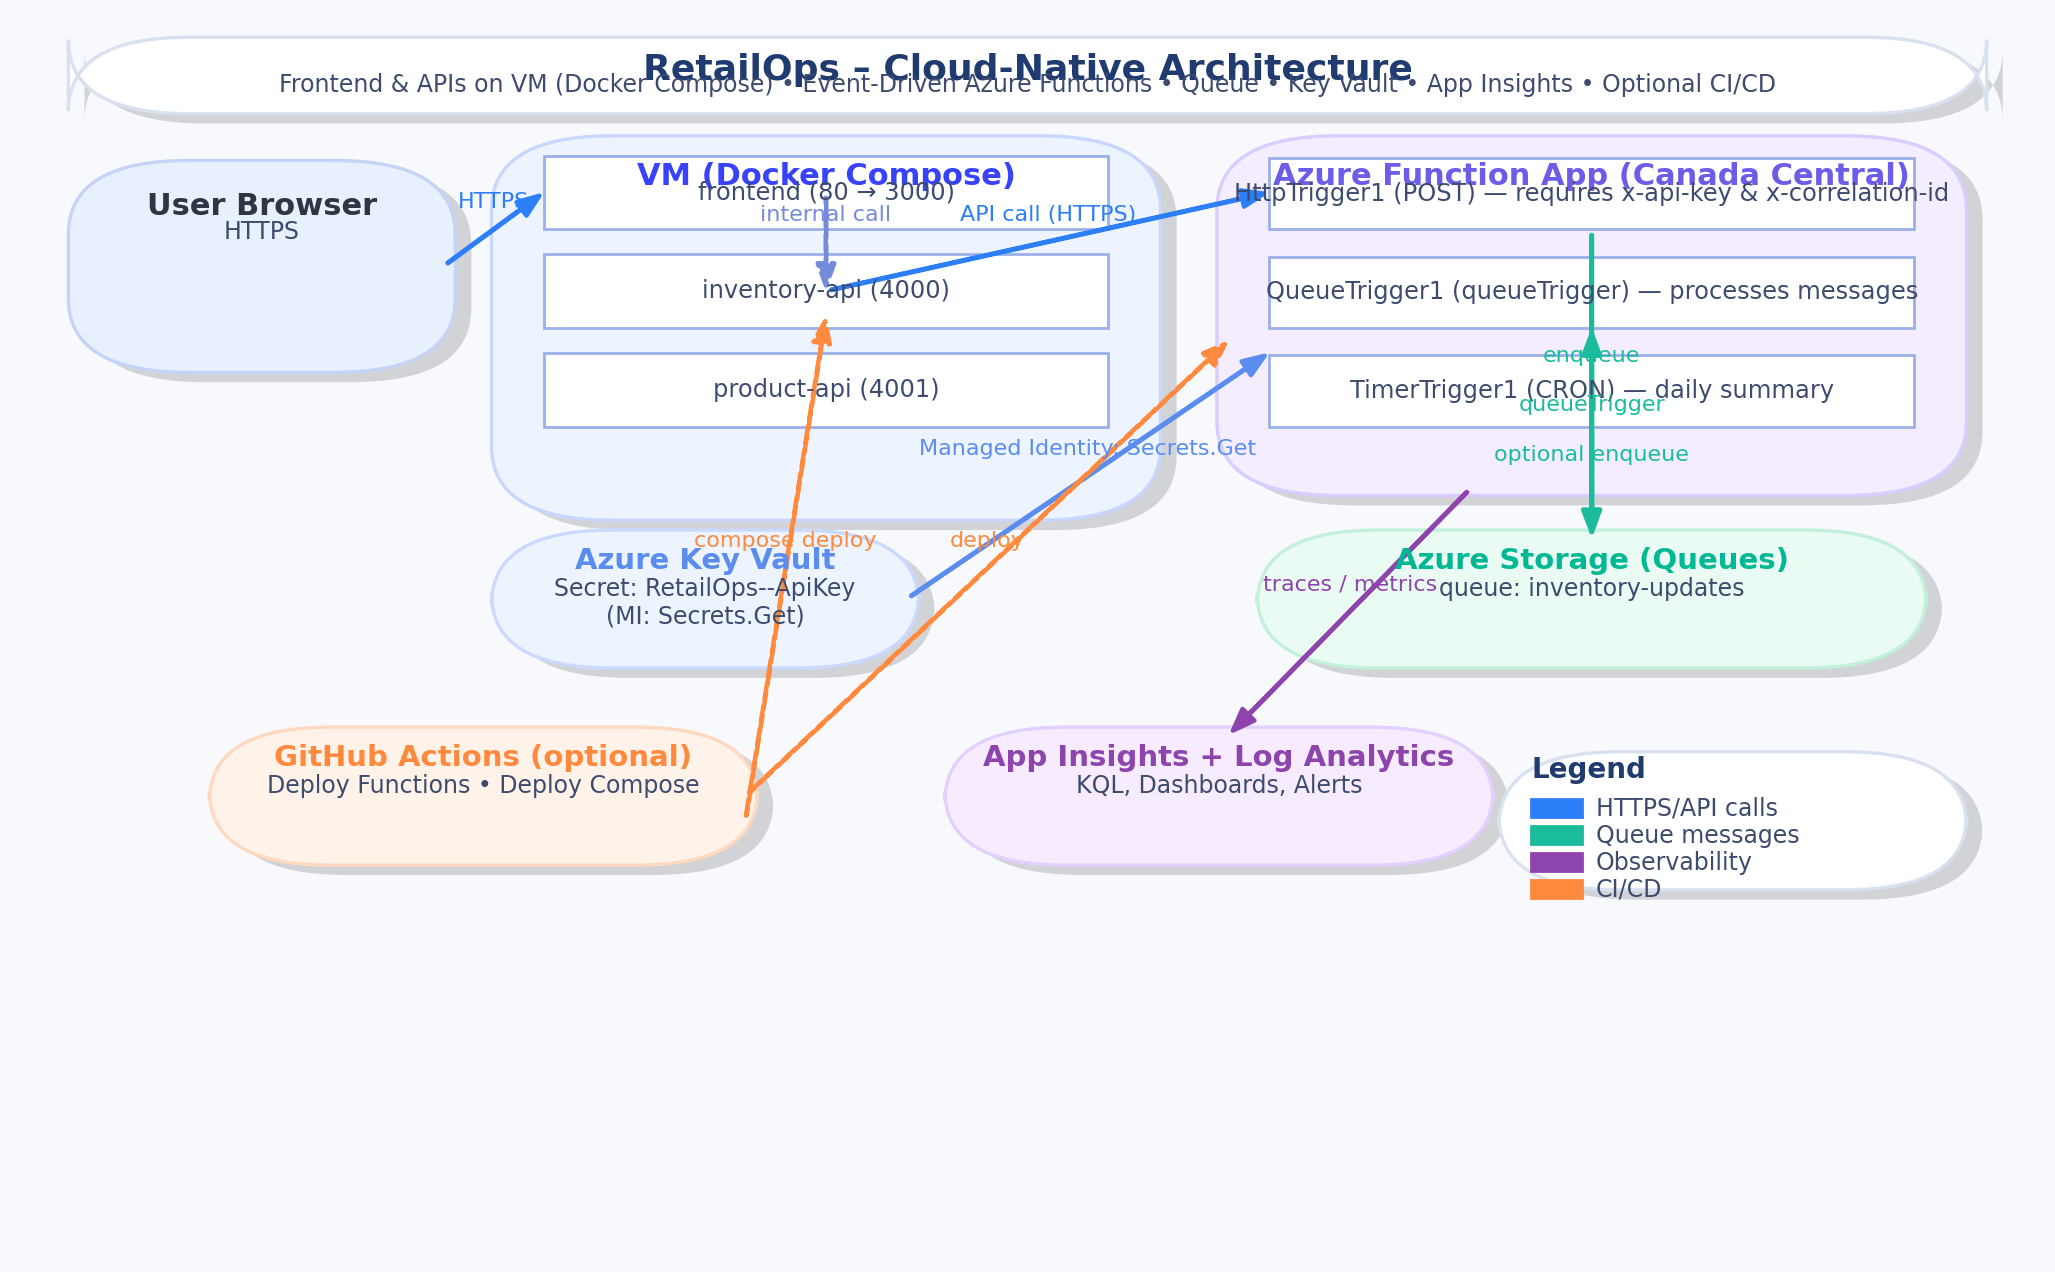 RetailOps – Cloud-Native Architecture
Frontend & APIs on VM (Docker Compose) • Event-Driven Azure Functions • Queue • Key Vault • App Insights • Optional CI/CD
User Browser
HTTPS
HTTPS
VM (Docker Compose)
frontend (80 → 3000)
internal call
API call (HTTPS)
inventory-api (4000)
product-api (4001)
Azure Function App (Canada Central)
HttpTrigger1 (POST) — requires x-api-key & x-correlation-id
QueueTrigger1 (queueTrigger) — processes messages
enqueue
TimerTrigger1 (CRON) — daily summary
queueTrigger
optional enqueue
Managed Identity: Secrets.Get
compose deploy
deploy
Azure Key Vault
Secret: RetailOps--ApiKey
(MI: Secrets.Get)
Azure Storage (Queues)
queue: inventory-updates
traces / metrics
GitHub Actions (optional)
Deploy Functions • Deploy Compose
App Insights + Log Analytics
KQL, Dashboards, Alerts
Legend
HTTPS/API calls
Queue messages
Observability
CI/CD